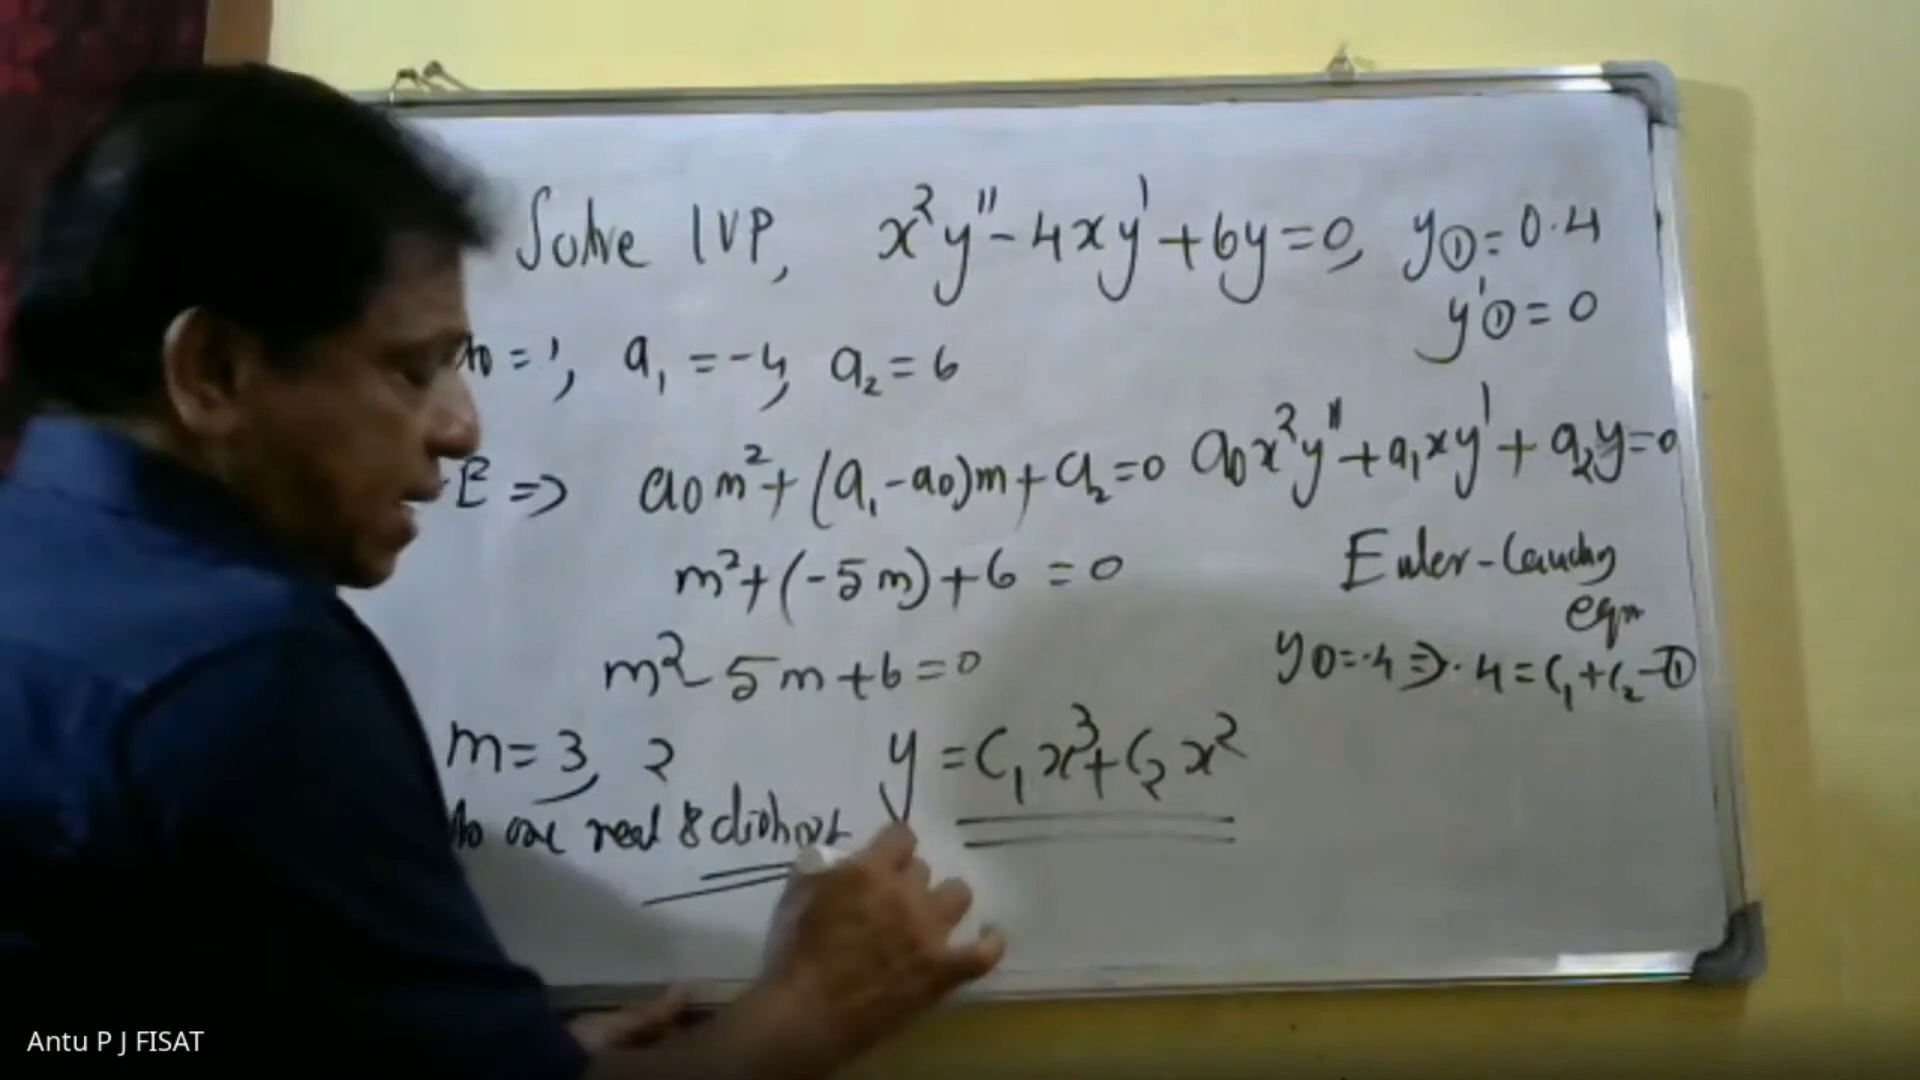 Solve IVP, x²y'' - 4xy' + 6y = 0, y(1) = 0.4
y'(1) = 0
a₀ = 1, a₁ = -4, a₂ = 6
E ⇒ a₀m² + (a₁ - a₀)m + a₂ = 0
a₀x²y'' + a₁xy' + a₂y = 0
m² + (-5m) + 6 = 0
Euler-Cauchy
eqn
m² - 5m + 6 = 0
y(1) = .4 ⇒ .4 = C₁ + C₂ - ①
m = 3, 2
y = C₁x³ + C₂x²
real & distinct
Antu P J FISAT